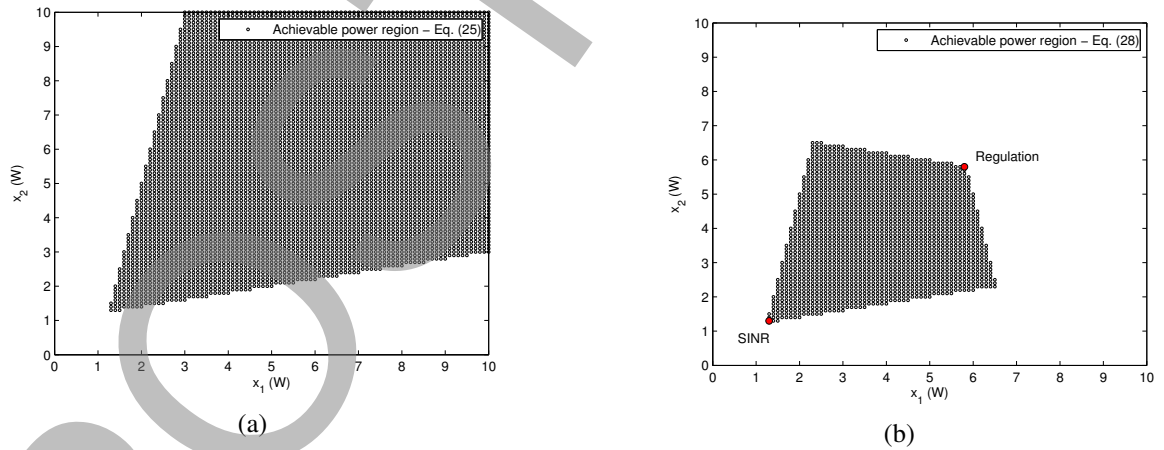 10
9
8
7
6
5
4
3
2
1
0
x2 (W)
Achievable power region − Eq. (25)
0 1 2 3 4 5 6 7 8 9 10
x1 (W)
(a)
10
9
8
7
6
5
4
3
2
1
0
x2 (W)
Achievable power region − Eq. (28)
Regulation
SINR
0 1 2 3 4 5 6 7 8 9 10
x1 (W)
(b)